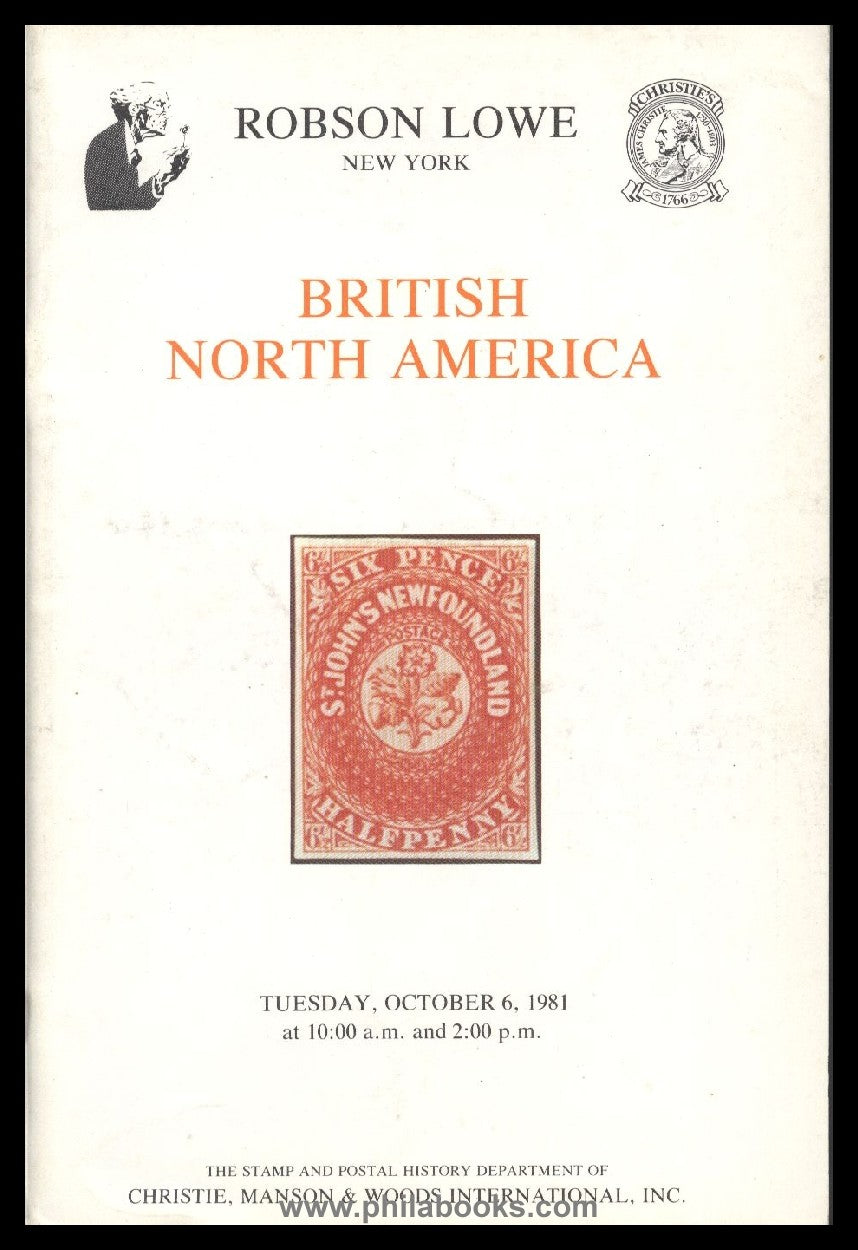 ROBSON LOWE
NEW YORK
CHRISTIE'S
JAMES CHRISTIE 1730-1803
1766
BRITISH
NORTH AMERICA
6½ 6½
SIX PENCE
ST. JOHN'S NEWFOUNDLAND
POSTAGE
HALFPENNY
6½ 6½
TUESDAY, OCTOBER 6, 1981
at 10:00 a.m. and 2:00 p.m.
THE STAMP AND POSTAL HISTORY DEPARTMENT OF
CHRISTIE, MANSON & WOODS INTERNATIONAL, INC.
www.philabooks.com